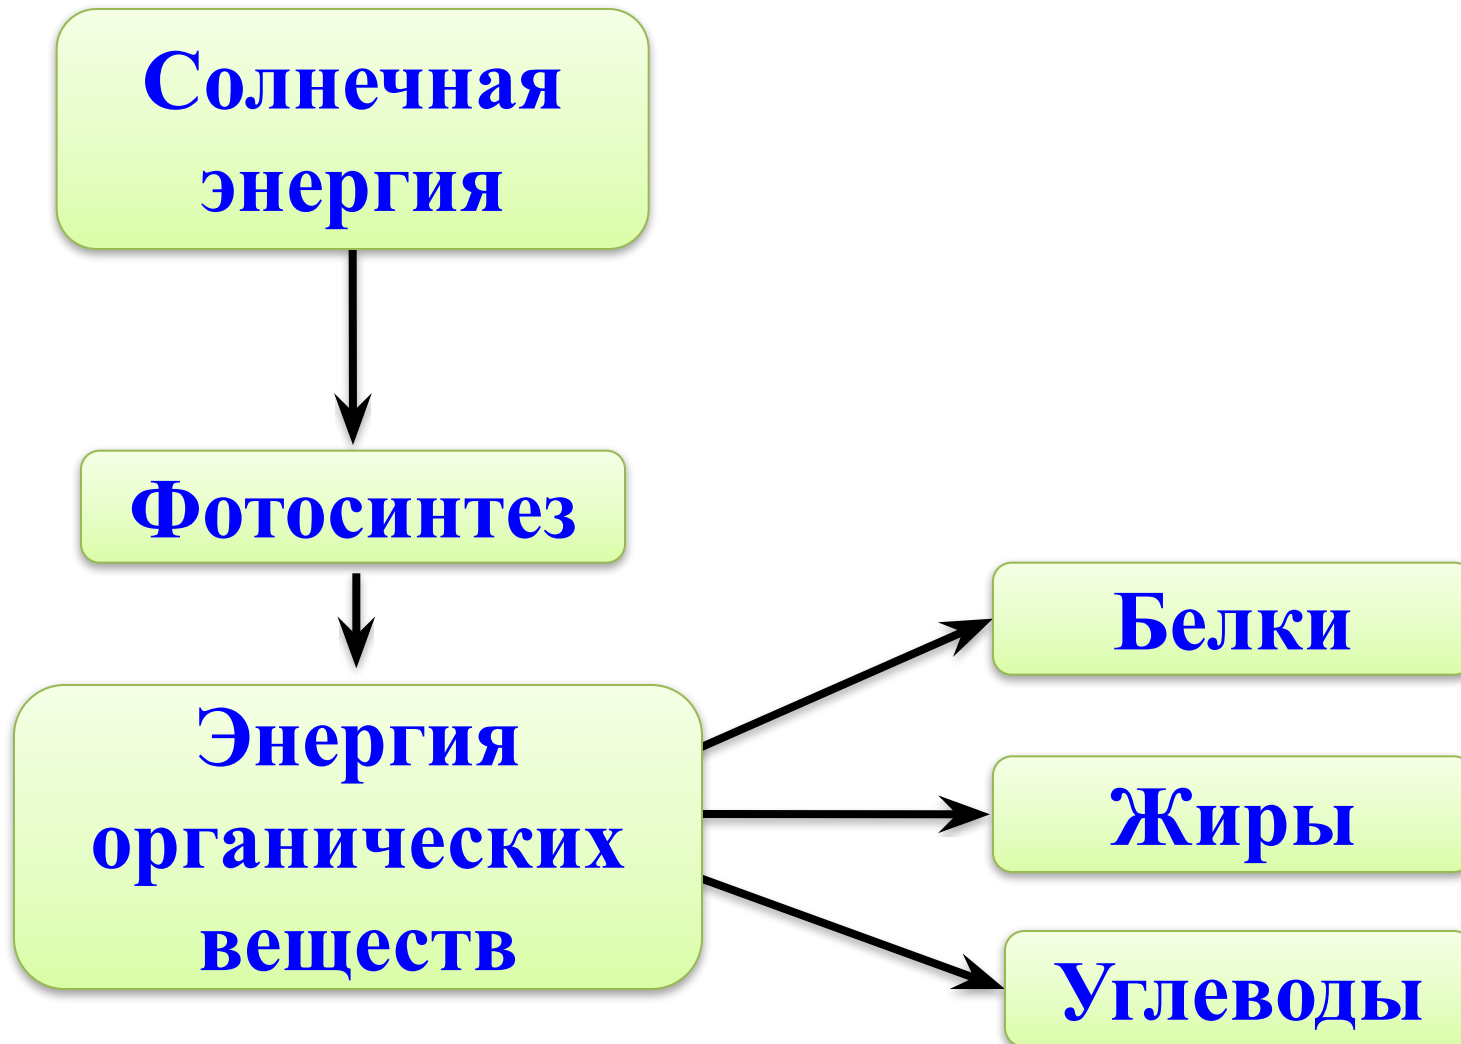 Солнечная
энергия
Фотосинтез
Энергия
органических
веществ
Белки
Жиры
Углеводы